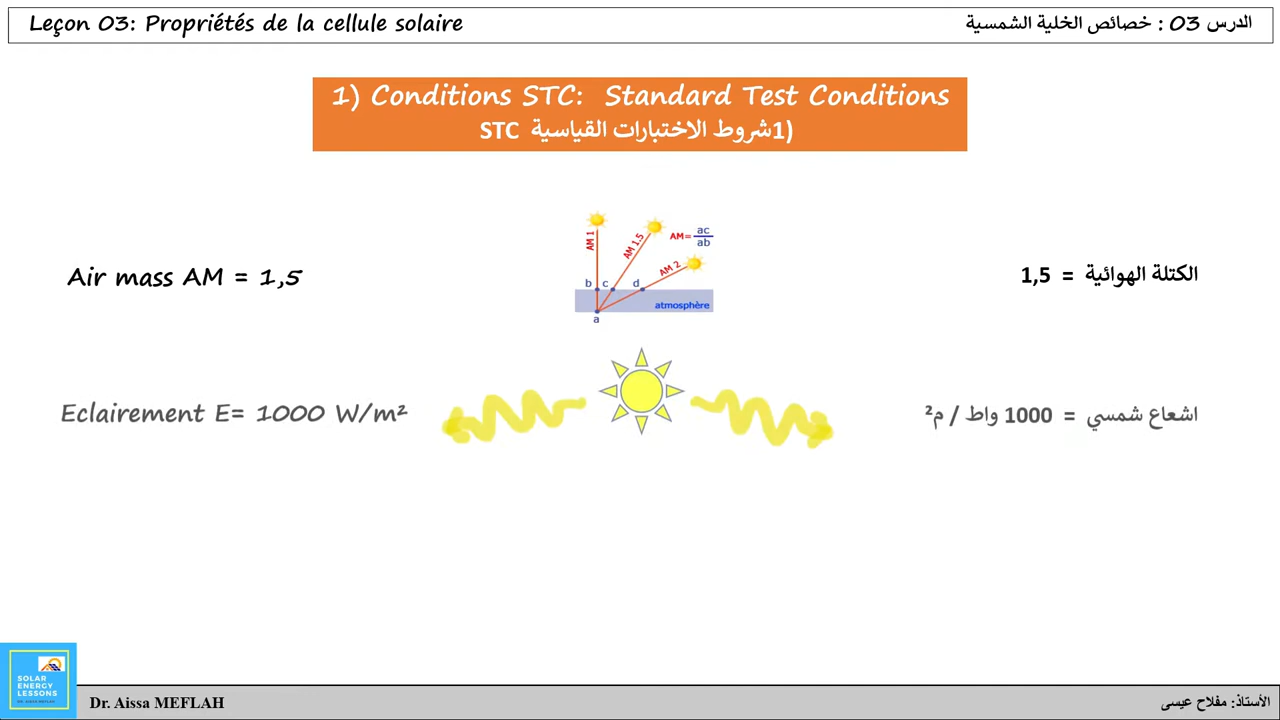 Leçon 03: Propriétés de la cellule solaire
الدرس 03 : خصائص الخلية الشمسية
1) Conditions STC: Standard Test Conditions
1)شروط الاختبارات القياسية STC
AM 1
AM 1.5
AM 2
AM= ac
ab
b c d
atmosphère
a
Air mass AM = 1,5
الكتلة الهوائية = 1,5
Eclairement E= 1000 W/m²
اشعاع شمسي = 1000 واط / م²
SOLAR
ENERGY
LESSONS
DR. AISSA MEFLAH
Dr. Aissa MEFLAH
الأستاذ: مفلاح عيسى